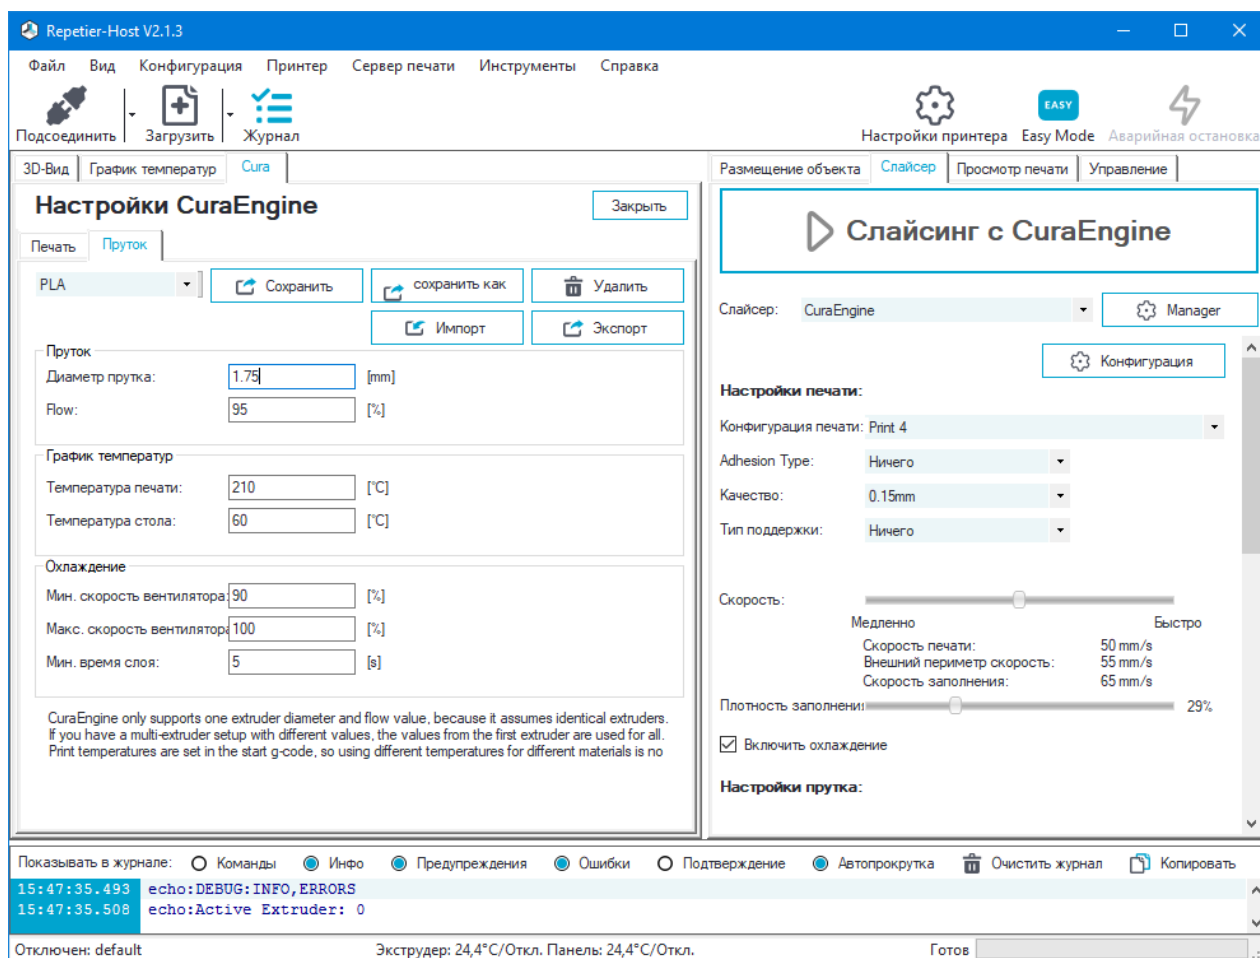 Repetier-Host V2.1.3
Файл Вид Конфигурация Принтер Сервер печати Инструменты Справка
Подсоединить Загрузить Журнал Настройки принтера EASY Easy Mode Аварийная остановка
3D-Вид График температур Cura
Настройки CuraEngine Закрыть
Печать Пруток
PLA Сохранить сохранить как Удалить
Импорт Экспорт
Пруток
Диаметр прутка: 1.75 [mm]
Flow: 95 [%]
График температур
Температура печати: 210 [°C]
Температура стола: 60 [°C]
Охлаждение
Мин. скорость вентилятора: 90 [%]
Макс. скорость вентилятора 100 [%]
Мин. время слоя: 5 [s]
CuraEngine only supports one extruder diameter and flow value, because it assumes identical extruders.
If you have a multi-extruder setup with different values, the values from the first extruder are used for all.
Print temperatures are set in the start g-code, so using different temperatures for different materials is no
Размещение объекта Слайсер Просмотр печати Управление
Слайсинг с CuraEngine
Слайсер: CuraEngine Manager
Конфигурация
Настройки печати:
Конфигурация печати: Print 4
Adhesion Type: Ничего
Качество: 0.15mm
Тип поддержки: Ничего
Скорость:
Медленно Быстро
Скорость печати: 50 mm/s
Внешний периметр скорость: 55 mm/s
Скорость заполнения: 65 mm/s
Плотность заполнени 29%
Включить охлаждение
Настройки прутка:
Показывать в журнале: Команды Инфо Предупреждения Ошибки Подтверждение Автопрокрутка Очистить журнал Копировать
15:47:35.493 echo:DEBUG:INFO,ERRORS
15:47:35.508 echo:Active Extruder: 0
Отключен: default Экструдер: 24,4°C/Откл. Панель: 24,4°C/Откл. Готов